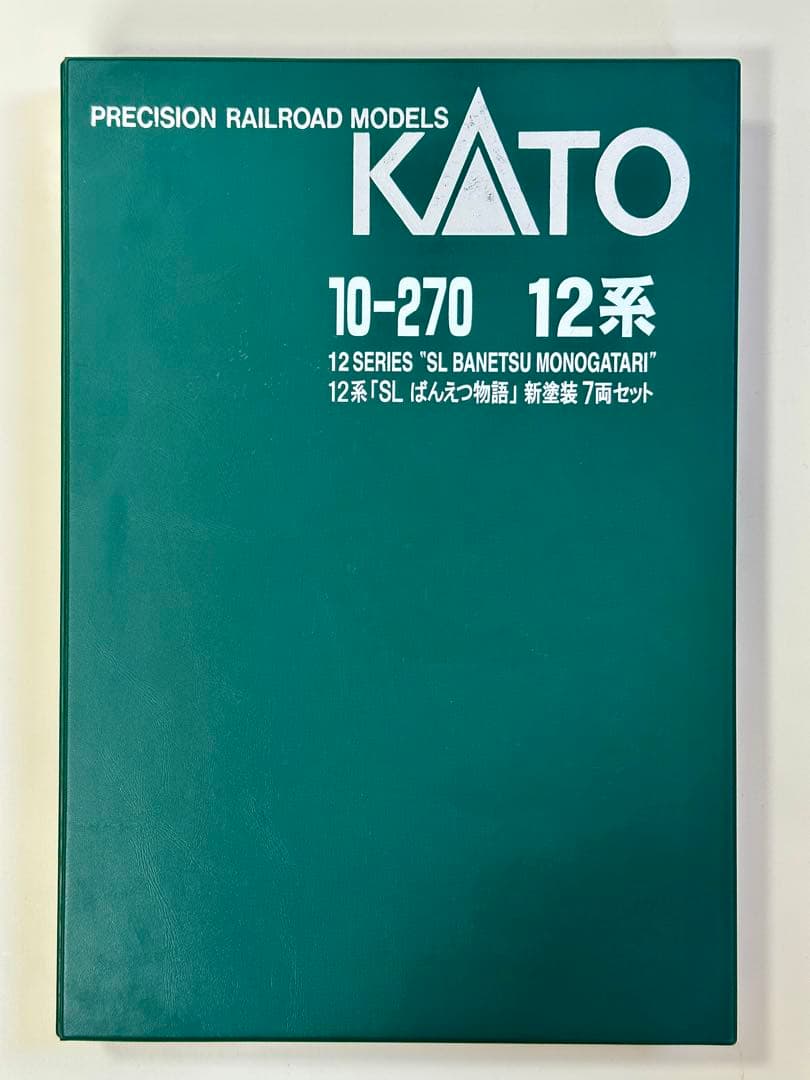 PRECISION RAILROAD MODELS
KATO
10-270 12系
12 SERIES "SL BANETSU MONOGATARI"
12系「SL ばんえつ物語」新塗装 7両セット